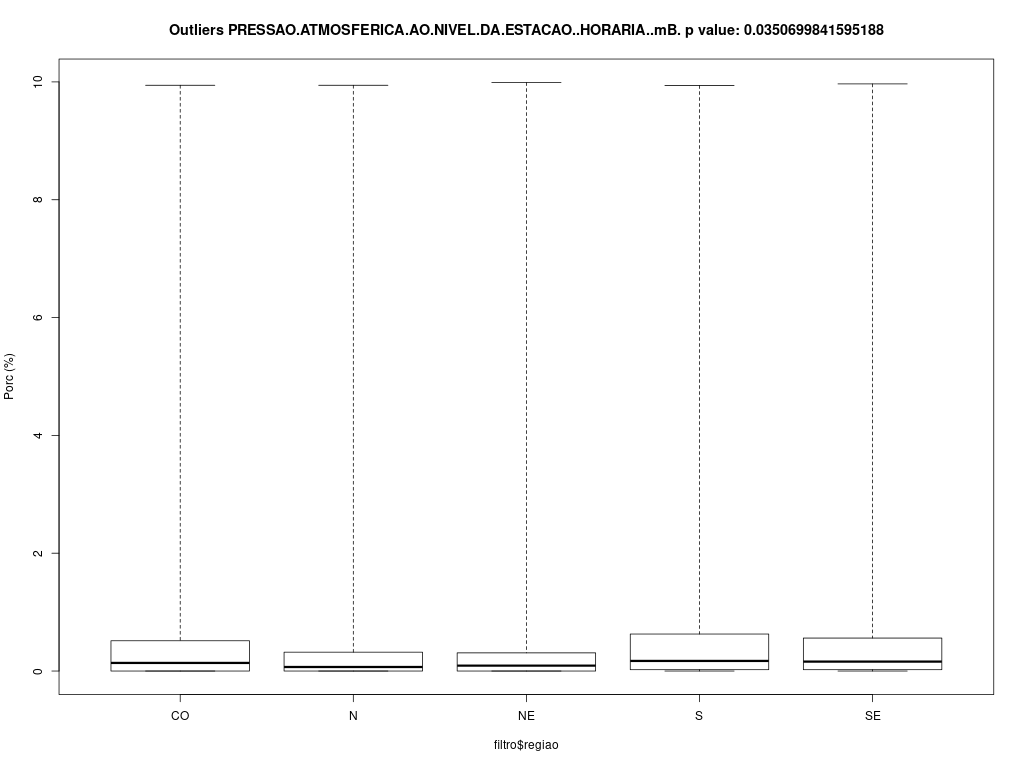 Outliers PRESSAO.ATMOSFERICA.AO.NIVEL.DA.ESTACAO..HORARIA..mB. p value: 0.0350699841595188
10
8
6
Porc (%)
4
2
0
CO N NE S SE
filtro$regiao